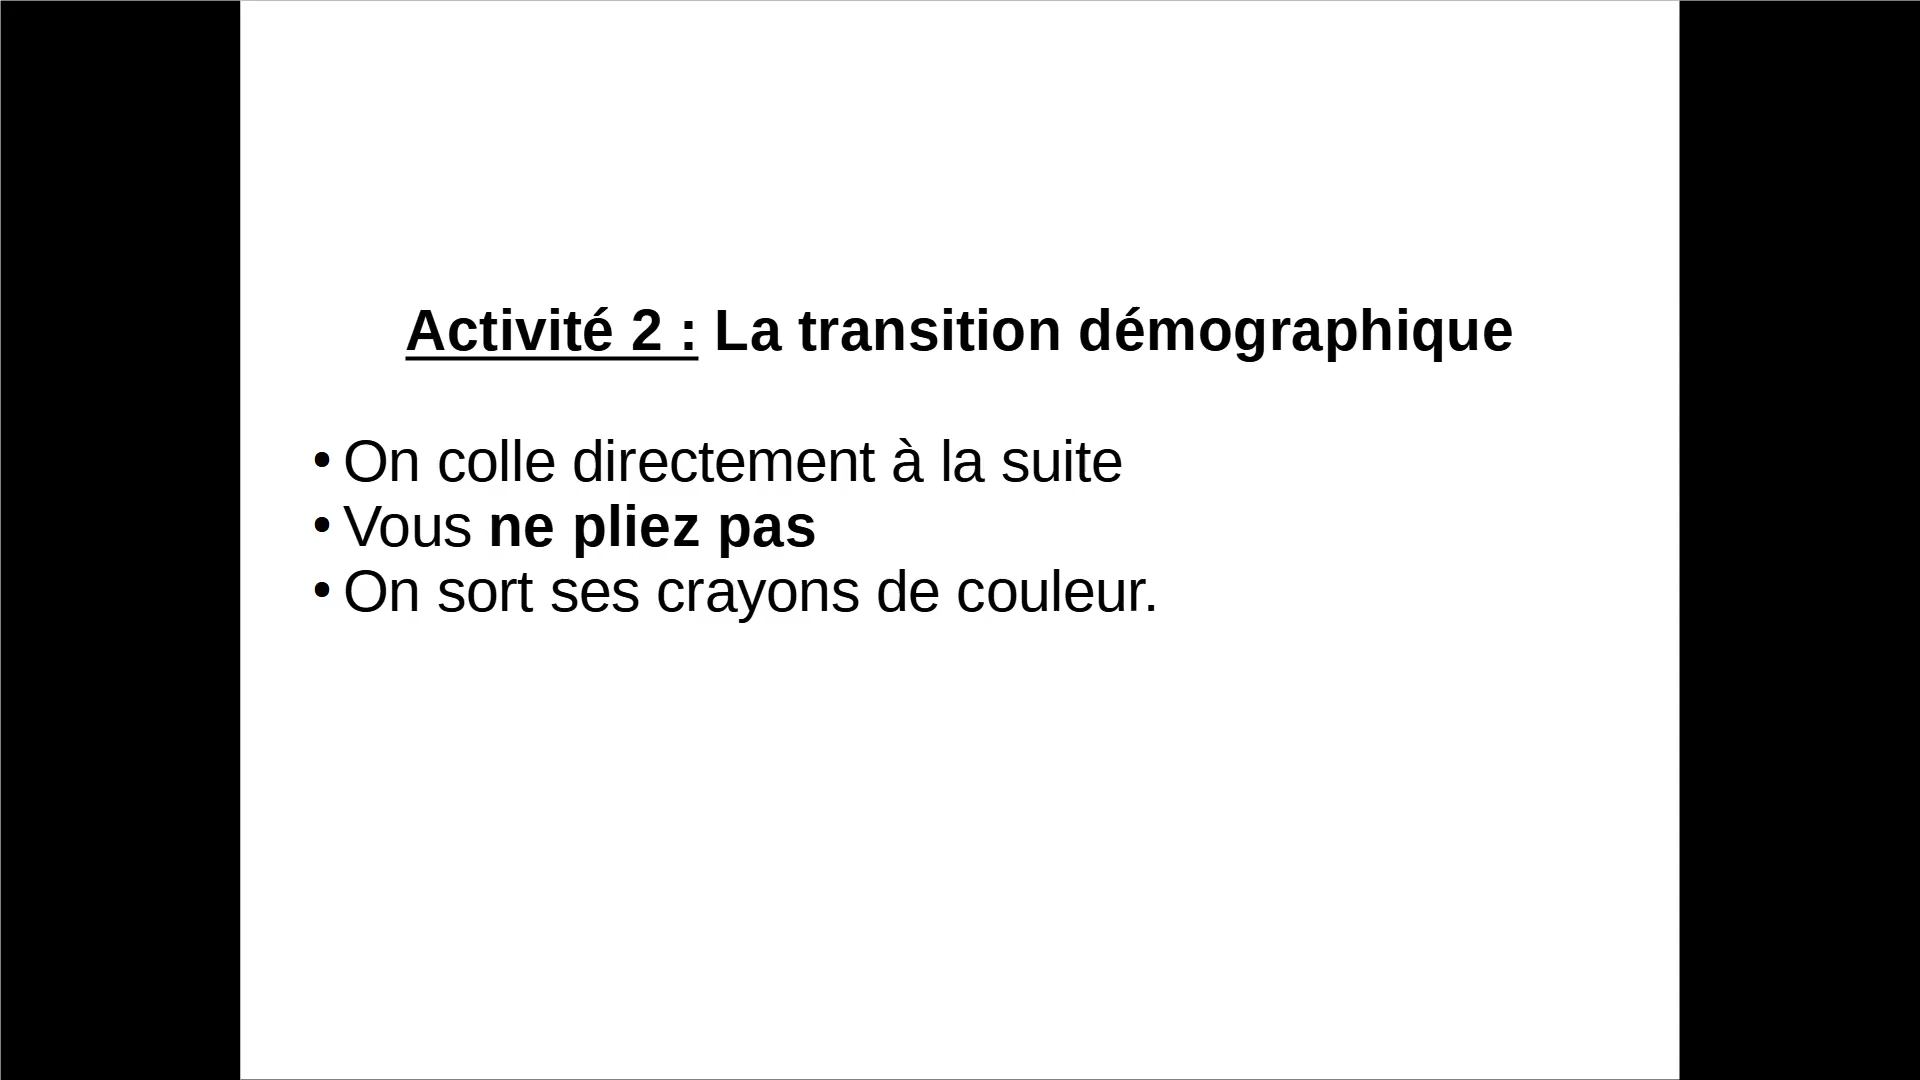 Activité 2 : La transition démographique
• On colle directement à la suite
• Vous ne pliez pas
• On sort ses crayons de couleur.